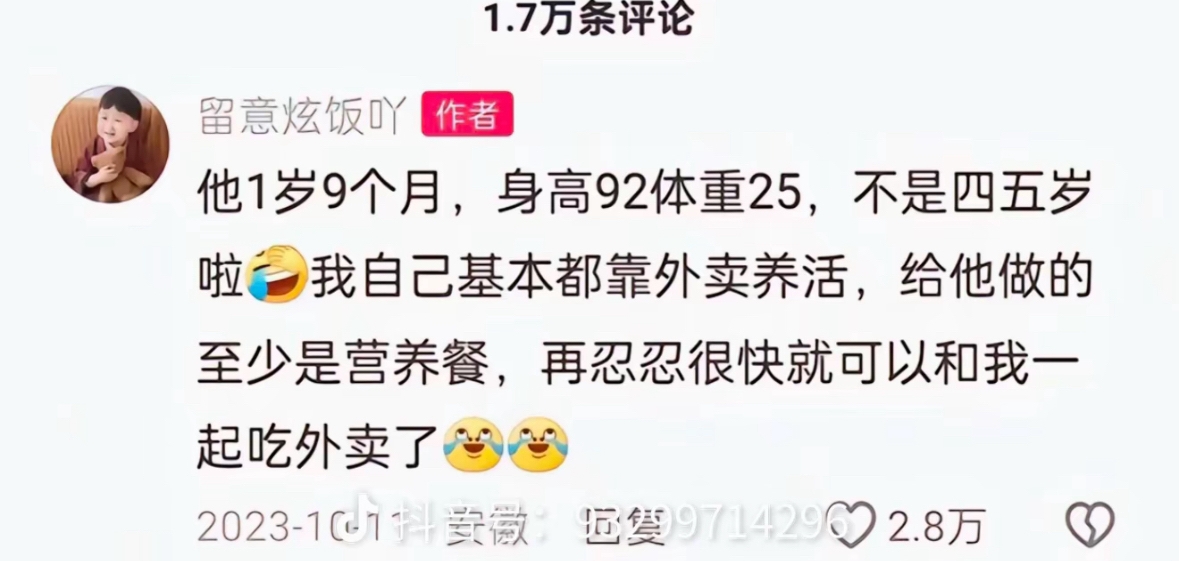 1.7万条评论
留意炫饭吖 作者
他1岁9个月，身高92体重25，不是四五岁
啦🤣我自己基本都靠外卖养活，给他做的
至少是营养餐，再忍忍很快就可以和我一
起吃外卖了😂😂
2023-10-1 安徽 回复 2.8万
抖音号：93299714296